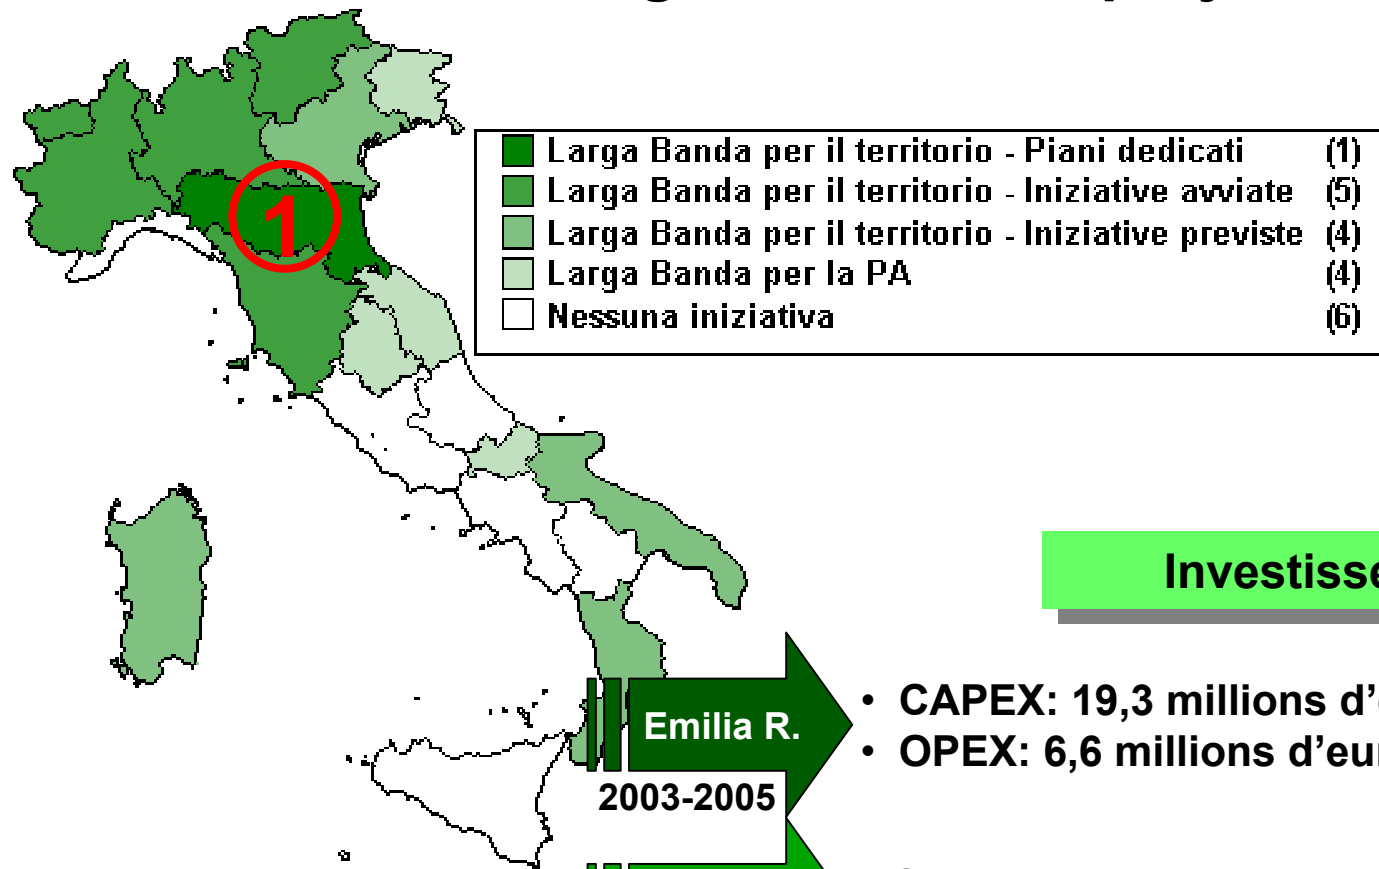 1
Larga Banda per il territorio - Piani dedicati (1)
Larga Banda per il territorio - Iniziative avviate (5)
Larga Banda per il territorio - Iniziative previste (4)
Larga Banda per la PA (4)
Nessuna iniziativa (6)
• CAPEX: 19,3 millions
Emilia R.
• OPEX: 6,6 millions
2003-2005